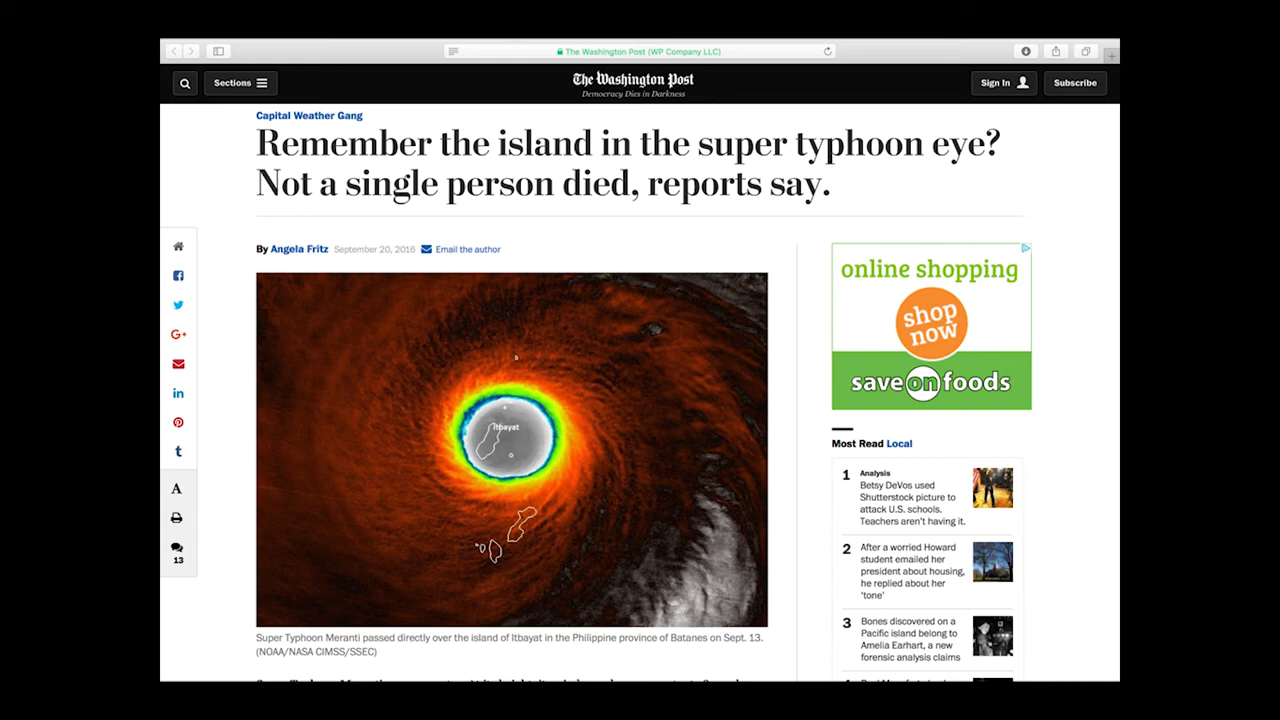 The Washington Post (WP Company LLC)
Sections
The Washington Post
Democracy Dies in Darkness
Sign In
Subscribe
Capital Weather Gang
Remember the island in the super typhoon eye?
Not a single person died, reports say.
By Angela Fritz September 20, 2016 Email the author
Itbayat
Super Typhoon Meranti passed directly over the island of Itbayat in the Philippine province of Batanes on Sept. 13.
(NOAA/NASA CIMSS/SSEC)
G+
in
t
A
13
online shopping
shop
now
save on foods
Most Read Local
1 Analysis
Betsy DeVos used
Shutterstock picture to
attack U.S. schools.
Teachers aren't having it.
2 After a worried Howard
student emailed her
president about housing,
he replied about her
'tone'
3 Bones discovered on a
Pacific island belong to
Amelia Earhart, a new
forensic analysis claims